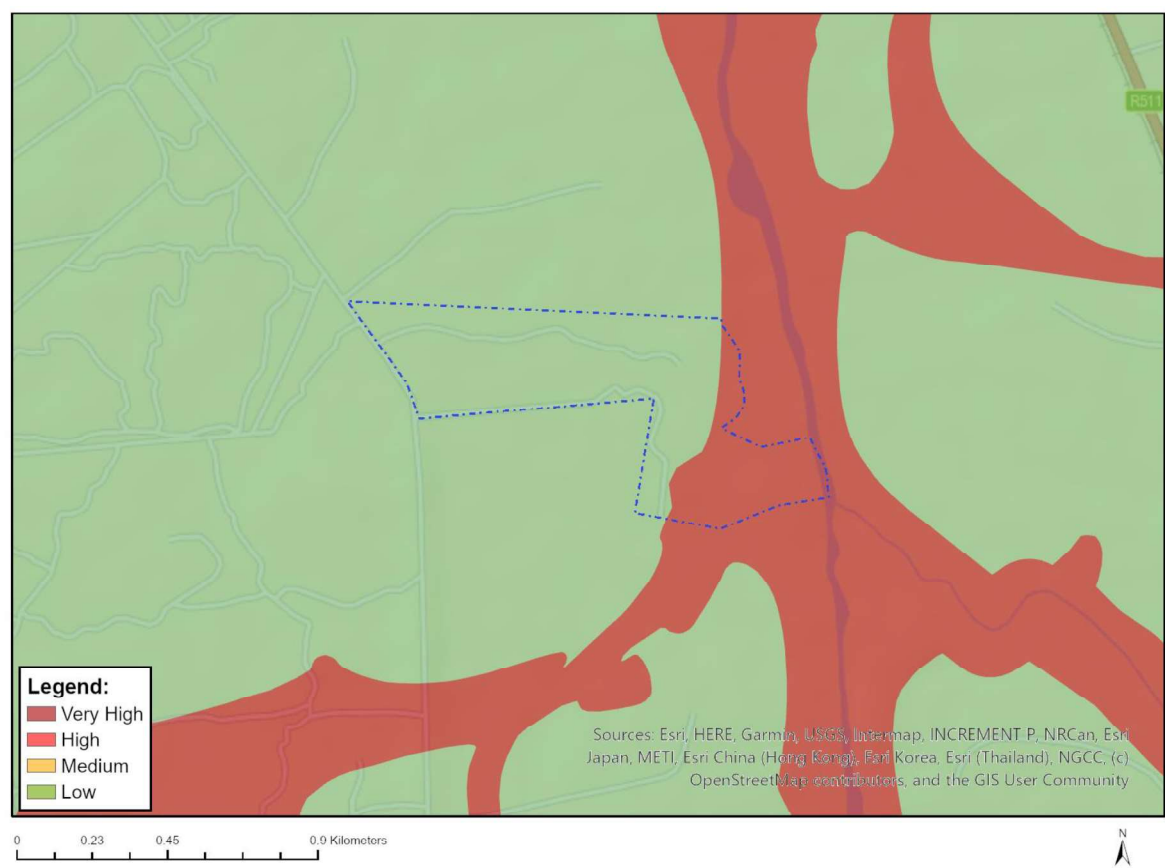 R511
Legend:
Very High
High
Medium
Low
Sources: Esri, HERE, Garmin, USGS, Intermap, INCREMENT P, NRCan, Esri
Japan, METI, Esri China (Hong Kong), Esri Korea, Esri (Thailand), NGCC, (c)
OpenStreetMap contributors, and the GIS User Community
0 0.23 0.45 0.9 Kilometers
N